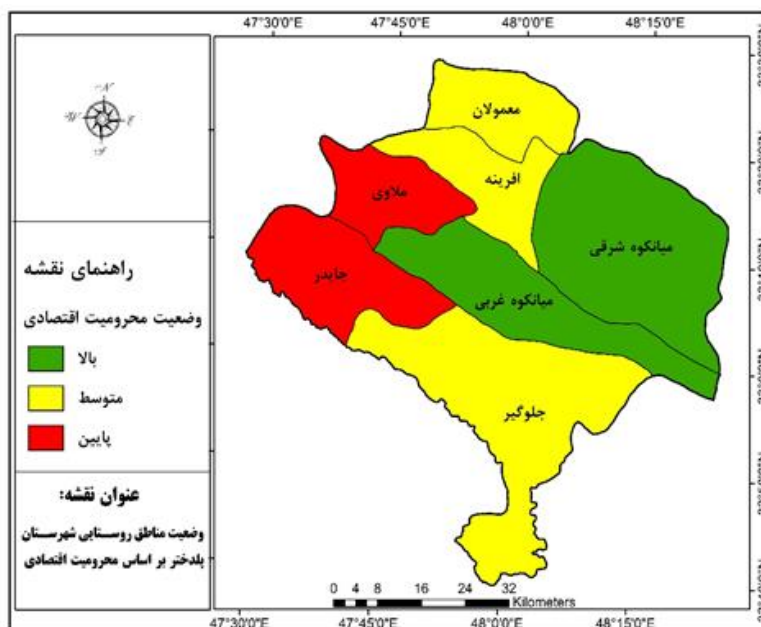 47°30'0"E 47°45'0"E 48°0'0"E 48°15'0"E
N
W E
S
راهنمای نقشه
وضعیت محرومیت اقتصادی
بالا
متوسط
پایین
عنوان نقشه:
وضعیت مناطق روستایی شهرستان
پلدختر بر اساس محرومیت اقتصادی
معمولان
افرینه
ملاوی
میانکوه شرقی
جایدر
میانکوه غربی
جلوگیر
0 4 8 16 24 32
Kilometers
47°30'0"E 47°45'0"E 48°0'0"E 48°15'0"E